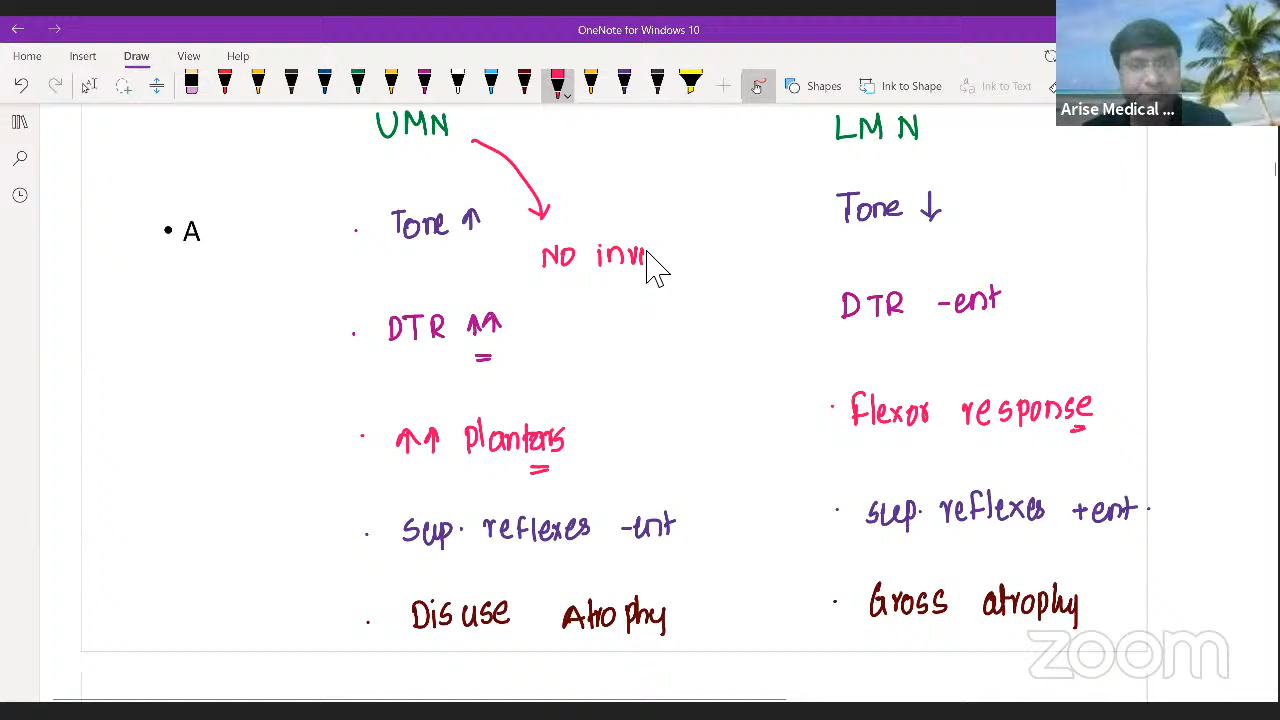 OneNote for Windows 10
Home Insert Draw View Help
Shapes Ink to Shape Ink to Text
Arise Medical ...
UMN LMN
• A
Tone ↑ Tone ↓
No inve
· DTR ↑↑ DTR -ent
· ↑↑ plantars · flexor response
· sup. reflexes -ent · sup. reflexes +ent.
· Disuse Atrophy · Gross atrophy
zoom